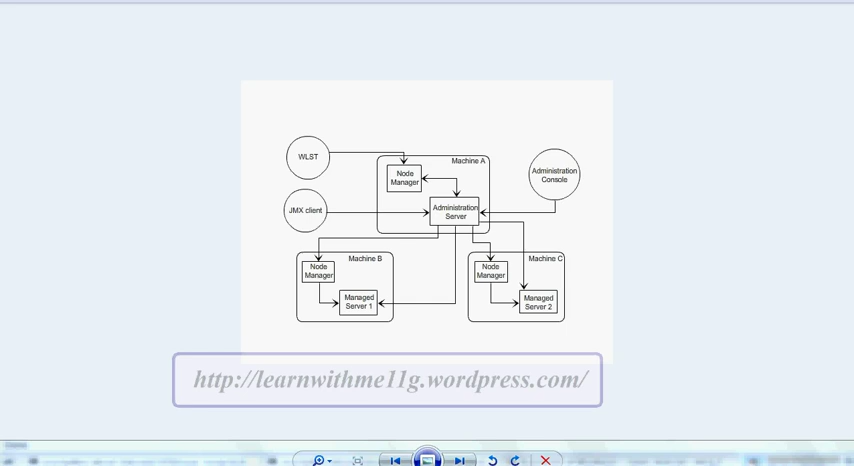 WLST
Machine A
Node
Manager
Administration
Console
JMX client
Administration
Server
Machine B
Node
Manager
Managed
Server 1
Machine C
Node
Manager
Managed
Server 2
http://learnwithme11g.wordpress.com/